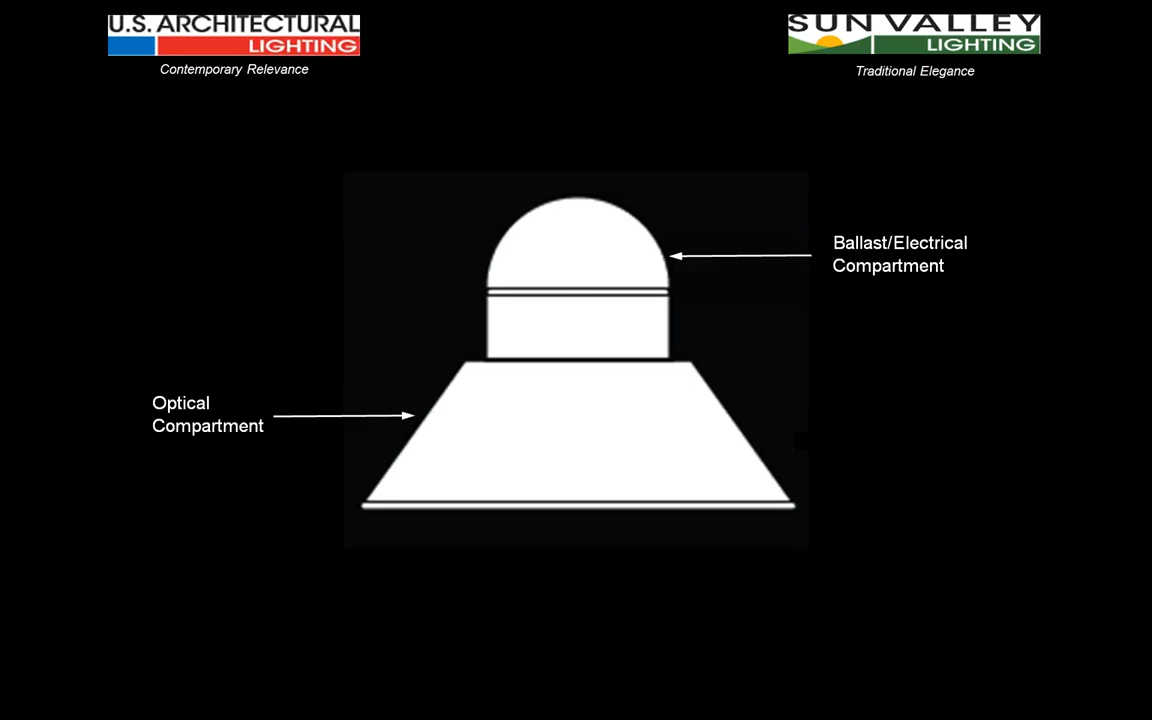 U.S. ARCHITECTURAL
LIGHTING
Contemporary Relevance
SUN VALLEY
LIGHTING
Traditional Elegance
Ballast/Electrical
Compartment
Optical
Compartment